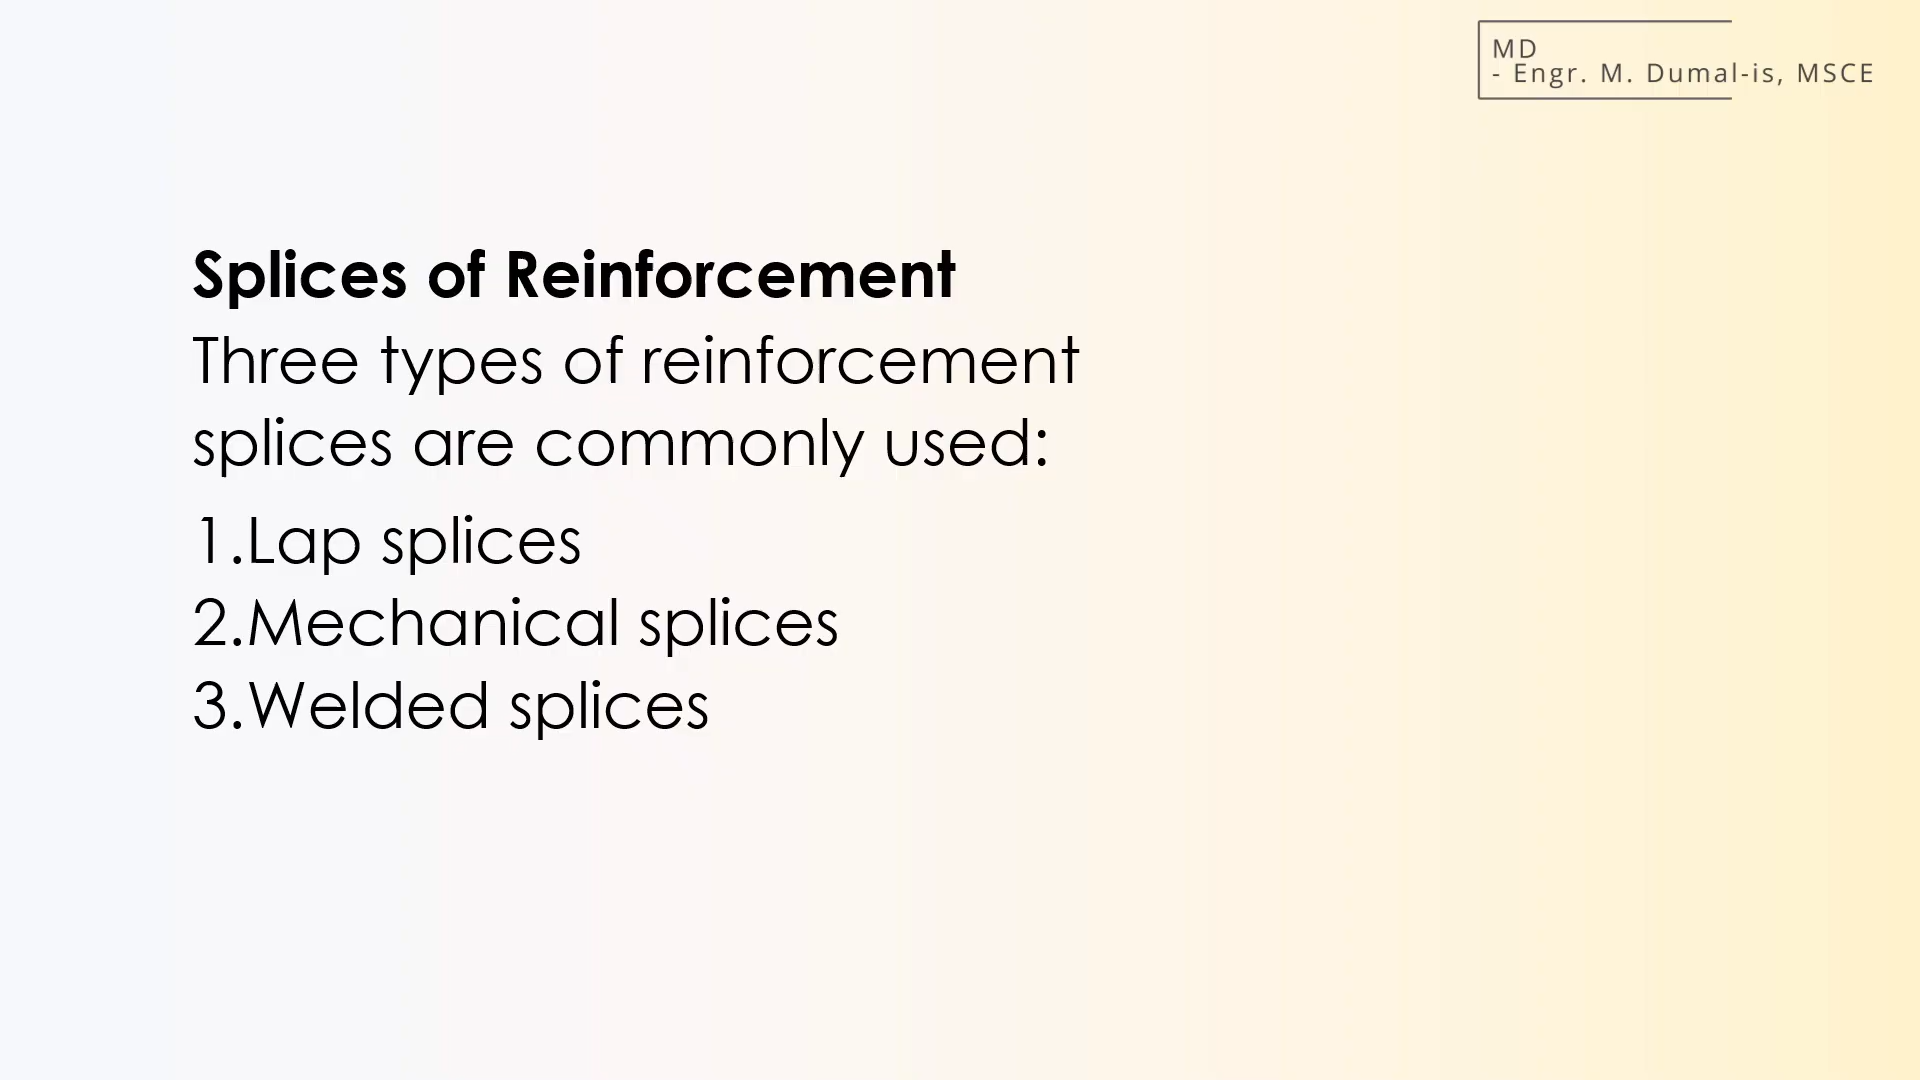 MD
- Engr. M. Dumal-is, MSCE
Splices of Reinforcement
Three types of reinforcement
splices are commonly used:
1.Lap splices
2.Mechanical splices
3.Welded splices